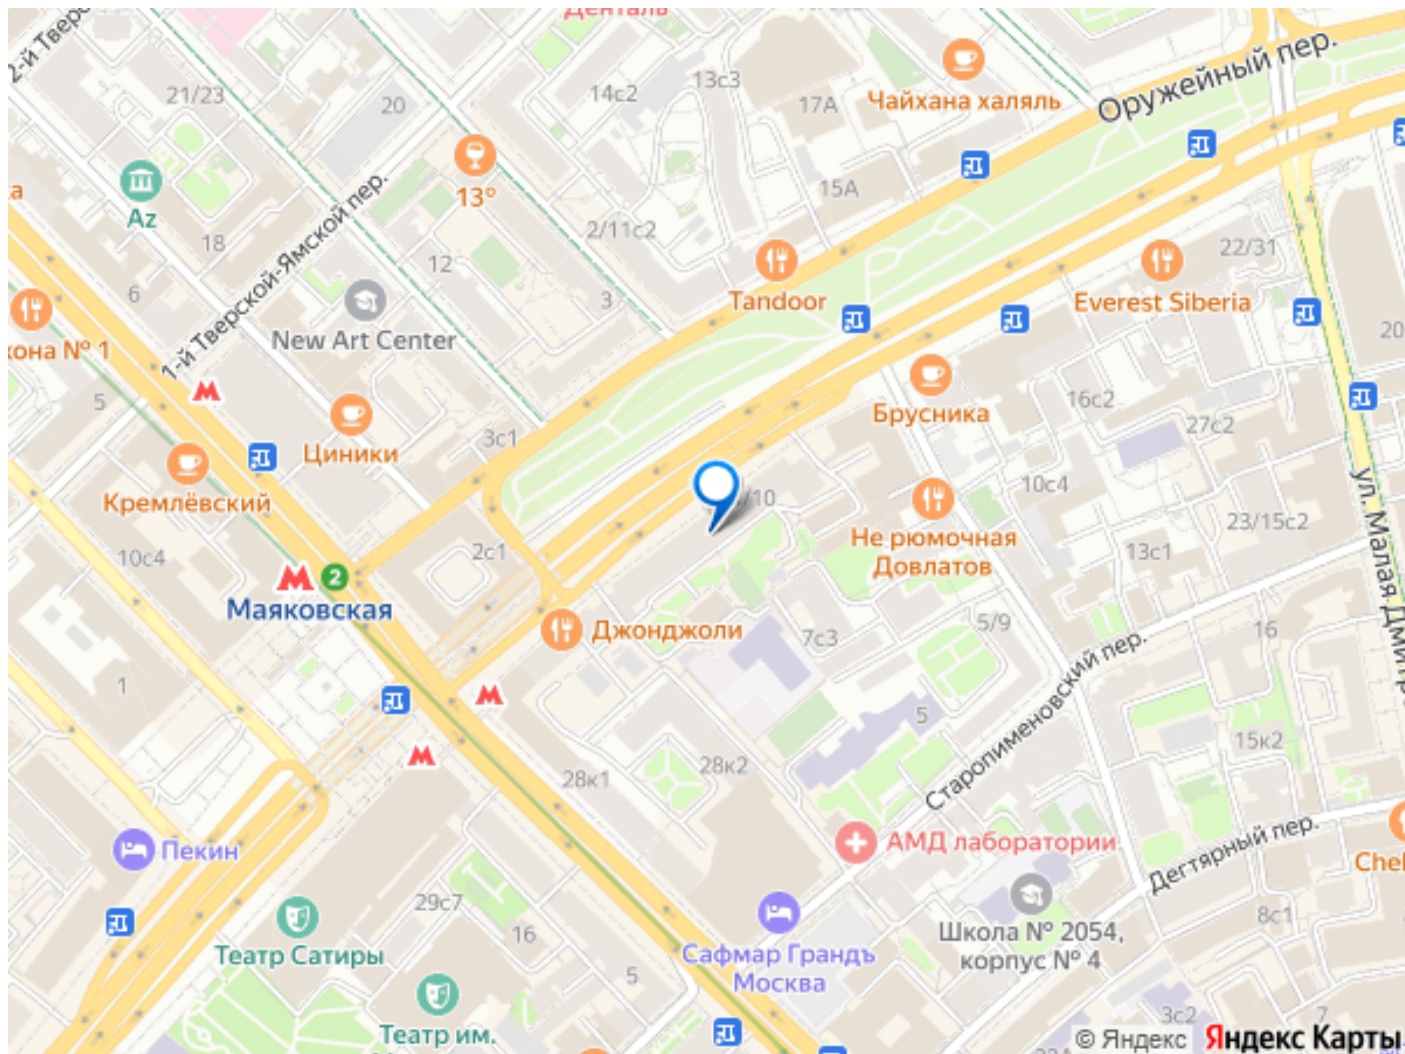 Денталь
2-й Тверс
21/23
20
14с2
13с3
17А
Чайхана халяль
Оружейный пер.
13°
15А
Az
18
2/11с2
12
1-й Тверской-Ямской пер.
6
3
22/31
Tandoor
Everest Siberia
New Art Center
хона № 1
5
20
16с2
Брусника
27с2
3с1
Циники
Кремлёвский
/10
10с4
23/15с2
Не рюмочная
Довлатов
2с1
10с4
13с1
ул. Малая Дмитр
2
Маяковская
Джонджоли
7с3
5/9
16
1
Старопименовский пер.
5
15к2
28к1
28к2
АМД лаборатории
Пекин
Дегтярный пер.
Chel
29с7
16
8с1
Театр Сатиры
Школа № 2054,
корпус № 4
Сафмар Грандъ
Москва
5
Театр им.
3с2
7
© Яндекс Яндекс Карты